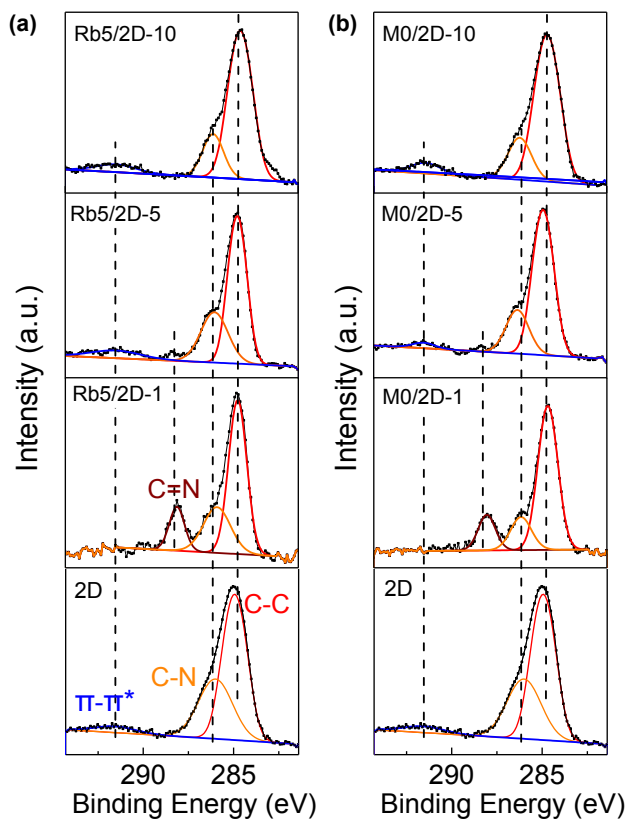 (a)
Rb5/2D-10
Rb5/2D-5
Rb5/2D-1
C=N
2D
C-C
C-N
π-π*
Intensity (a.u.)
290
285
Binding Energy (eV)
(b)
M0/2D-10
M0/2D-5
M0/2D-1
2D
Intensity (a.u.)
290
285
Binding Energy (eV)